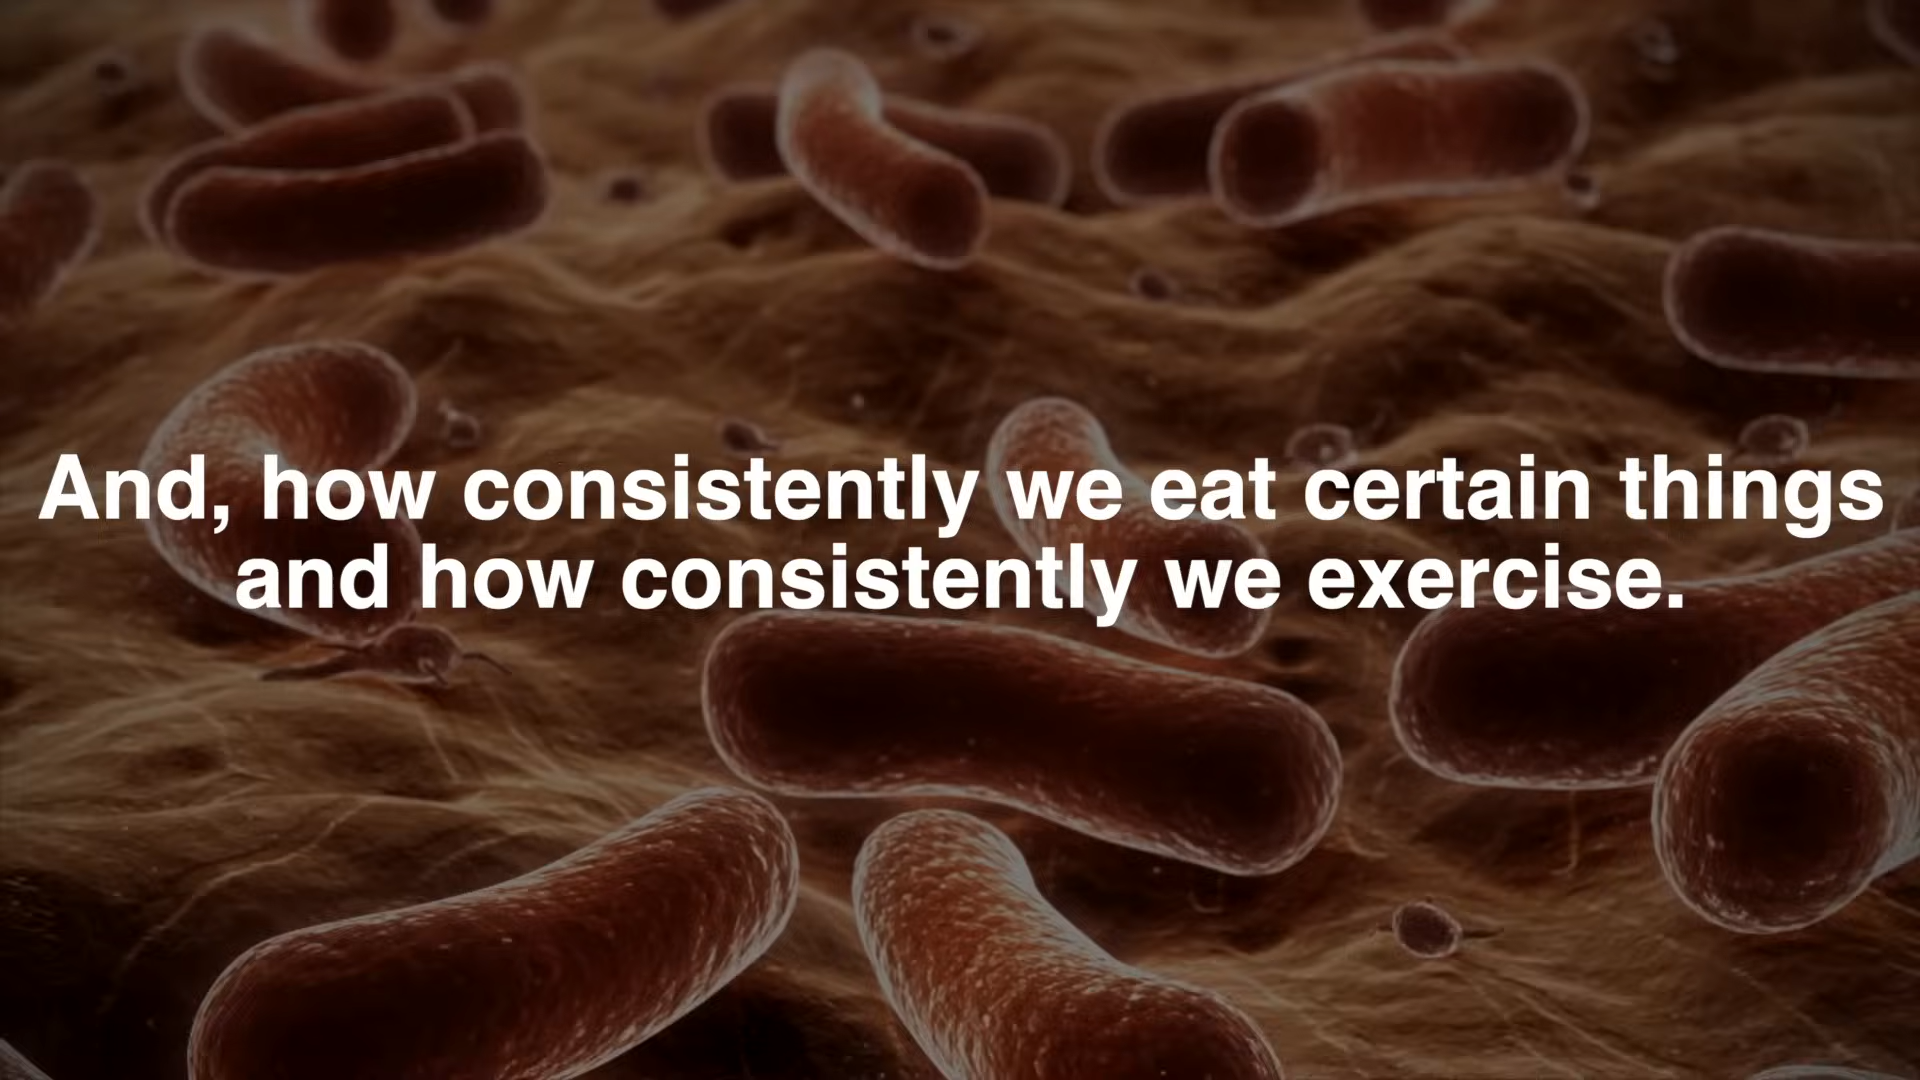 And, how consistently we eat certain things
and how consistently we exercise.